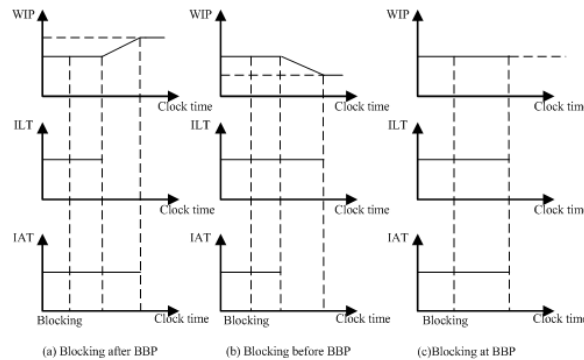 WIP WIP WIP
Clock time Clock time Clock time
ILT ILT ILT
Clock time Clock time Clock time
IAT IAT IAT
Blocking Clock time Blocking Clock time Blocking Clock time
(a) Blocking after BBP (b) Blocking before BBP (c)Blocking at BBP